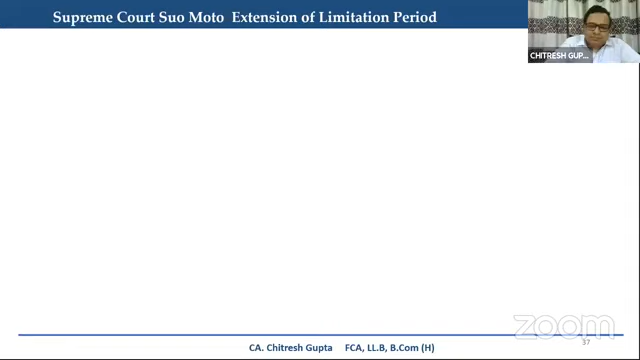 Supreme Court Suo Moto Extension of Limitation Period
CHITRESH GUP...
zoom
37
CA. Chitresh Gupta FCA, LL.B, B.Com (H)